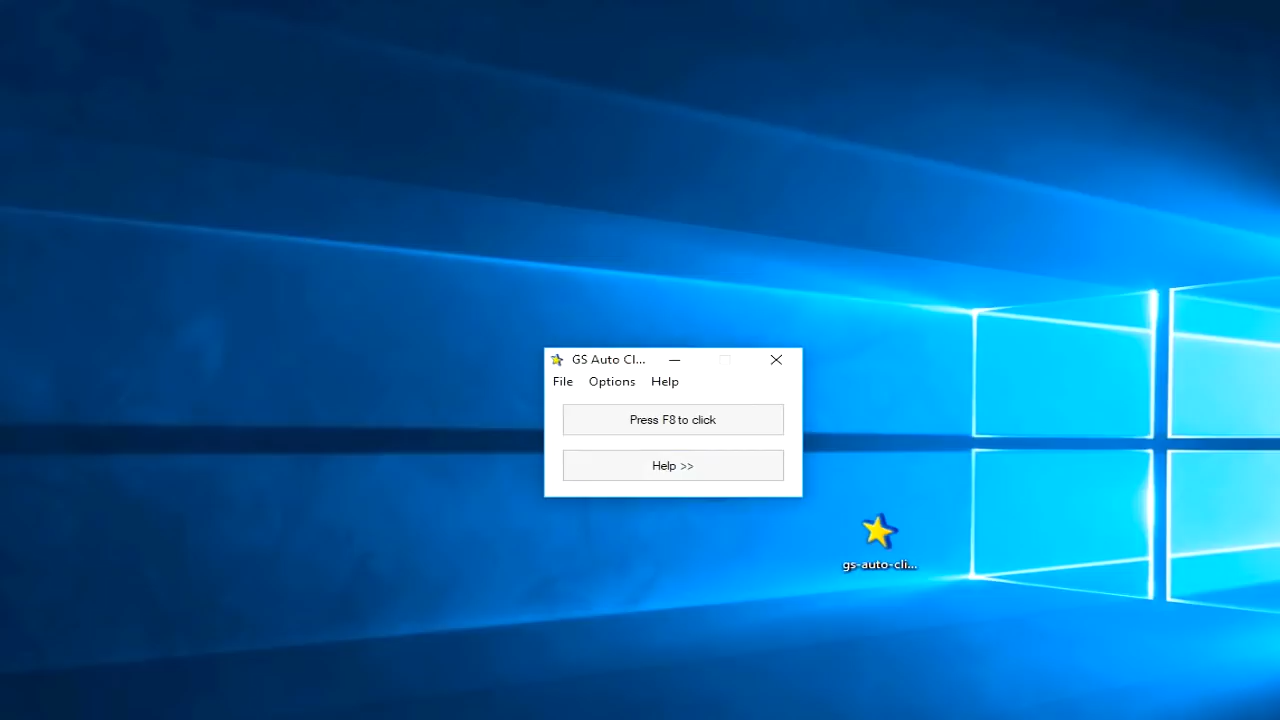 GS Auto Cl...
File Options Help
Press F8 to click
Help >>
gs-auto-cli...